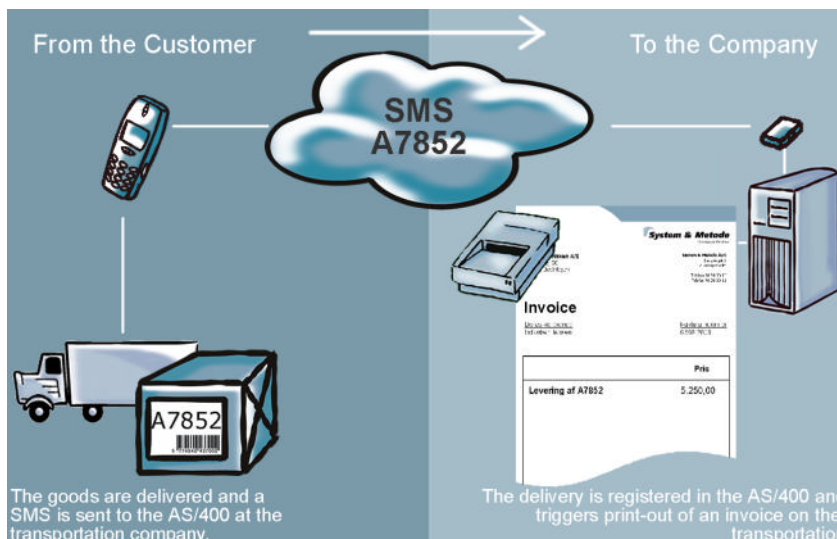 From the Customer
To the Company
SMS
A7852
System & Metode
Invoice
Pris
Levering af A7852
5.250,00
A7852
The goods are delivered and a
SMS is sent to the AS/400 at the
transportation company.
The delivery is registered in the AS/400 and
triggers print-out of an invoice on the
transportation